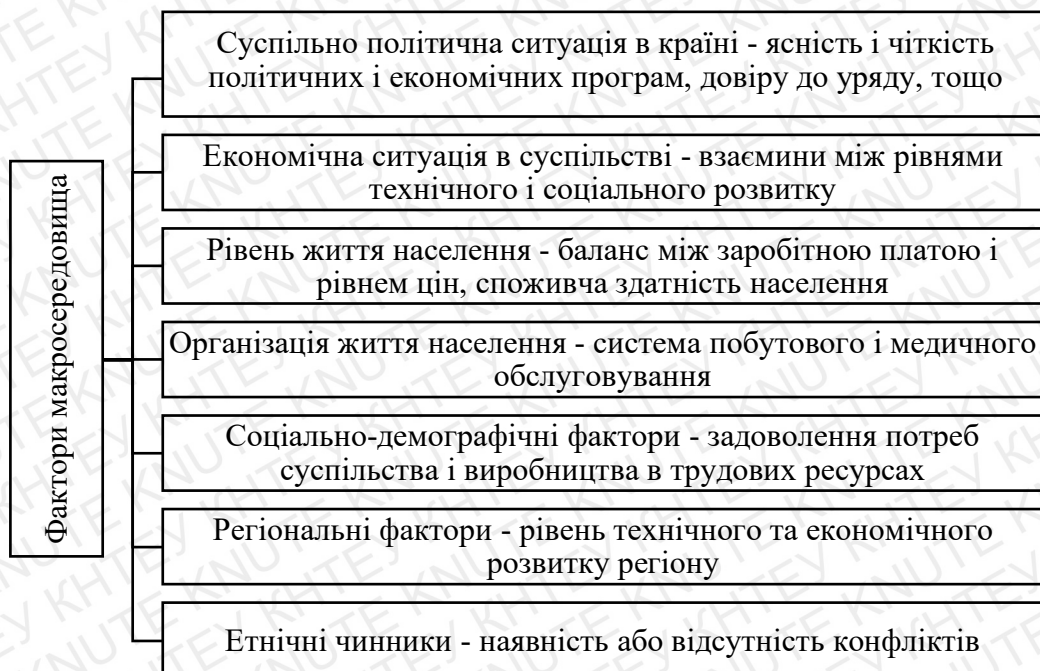 Фактори макросередовища
Суспільно політична ситуація в країні - ясність і чіткість
політичних і економічних програм, довіру до уряду, тощо
Економічна ситуація в суспільстві - взаємини між рівнями
технічного і соціального розвитку
Рівень життя населення - баланс між заробітною платою і
рівнем цін, споживча здатність населення
Організація життя населення - система побутового і медичного
обслуговування
Соціально-демографічні фактори - задоволення потреб
суспільства і виробництва в трудових ресурсах
Регіональні фактори - рівень технічного та економічного
розвитку регіону
Етнічні чинники - наявність або відсутність конфліктів